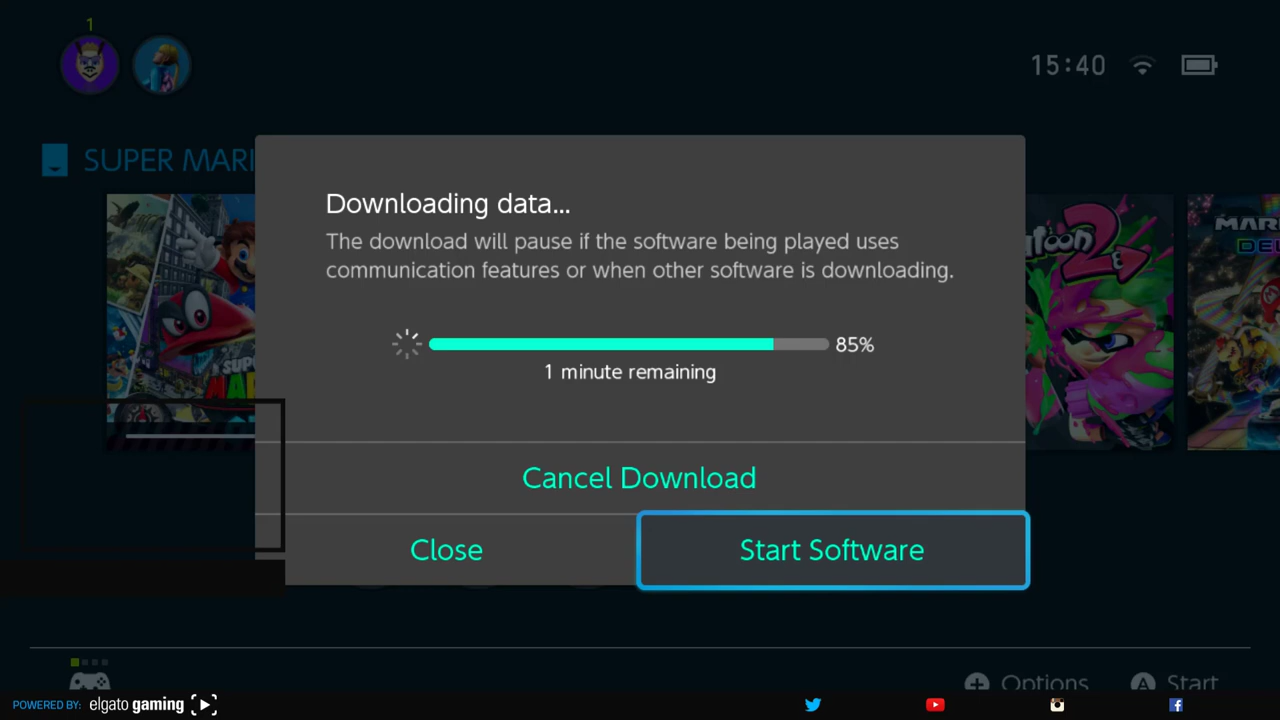 1
15:40
SUPER MARI
Downloading data...
The download will pause if the software being played uses
communication features or when other software is downloading.
85%
1 minute remaining
Cancel Download
Close
Start Software
Options
Start
POWERED BY: elgato gaming